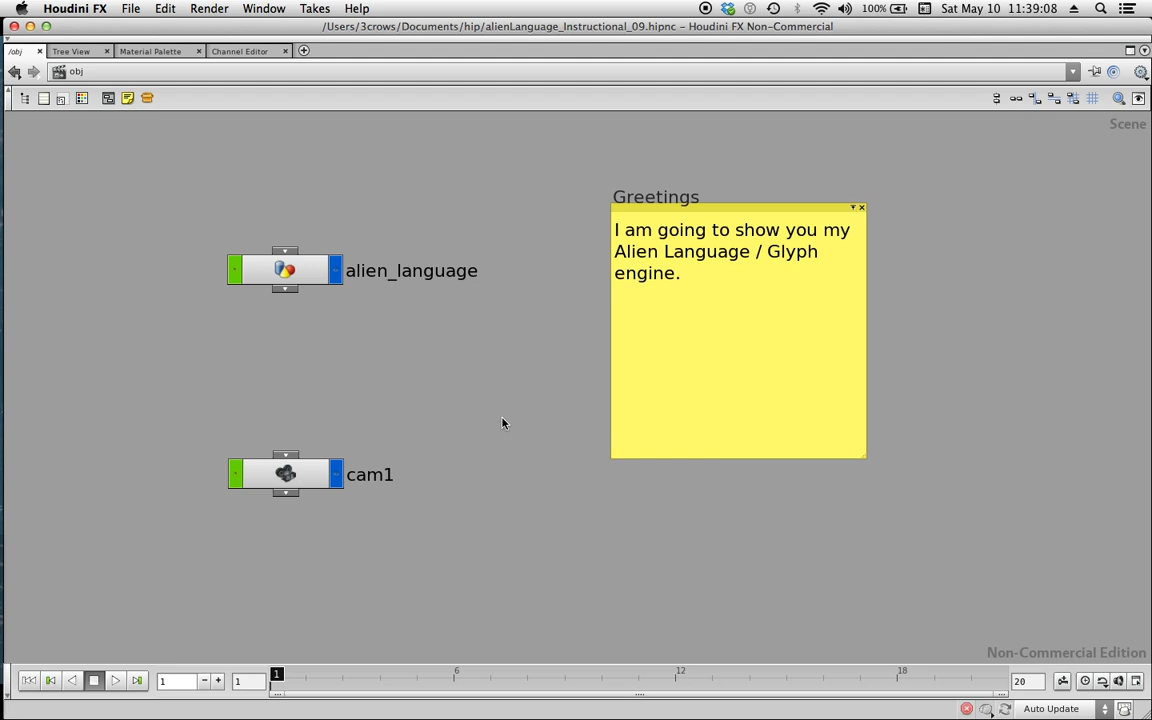 Houdini FX File Edit Render Window Takes Help 100% Sat May 10 11:39:08
/Users/3crows/Documents/hip/alienLanguage_Instructional_09.hipnc – Houdini FX Non-Commercial
/obj Tree View Material Palette Channel Editor
obj
Scene
Greetings
I am going to show you my
Alien Language / Glyph
engine.
alien_language
cam1
Non-Commercial Edition
1 1 1 6 12 18 20
Auto Update